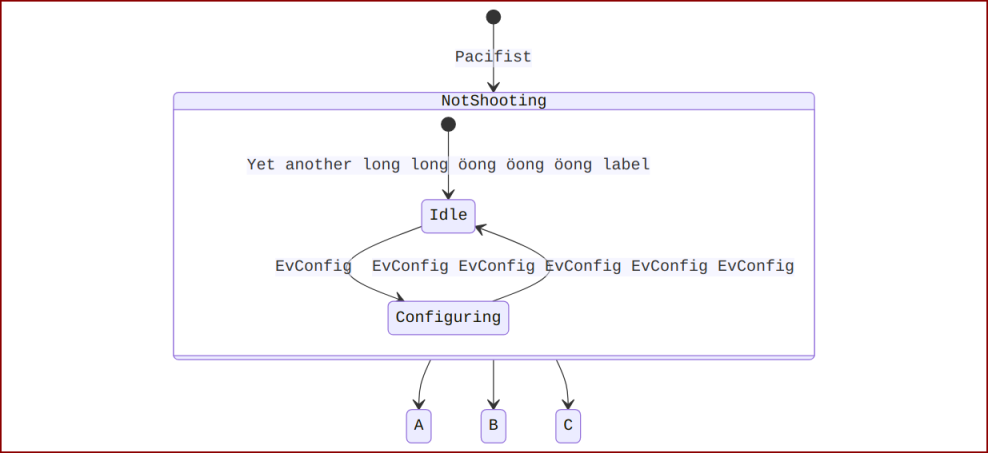 Pacifist
NotShooting
Yet another long long öong öong öong label
Idle
EvConfig
EvConfig EvConfig EvConfig EvConfig EvConfig
Configuring
A
B
C